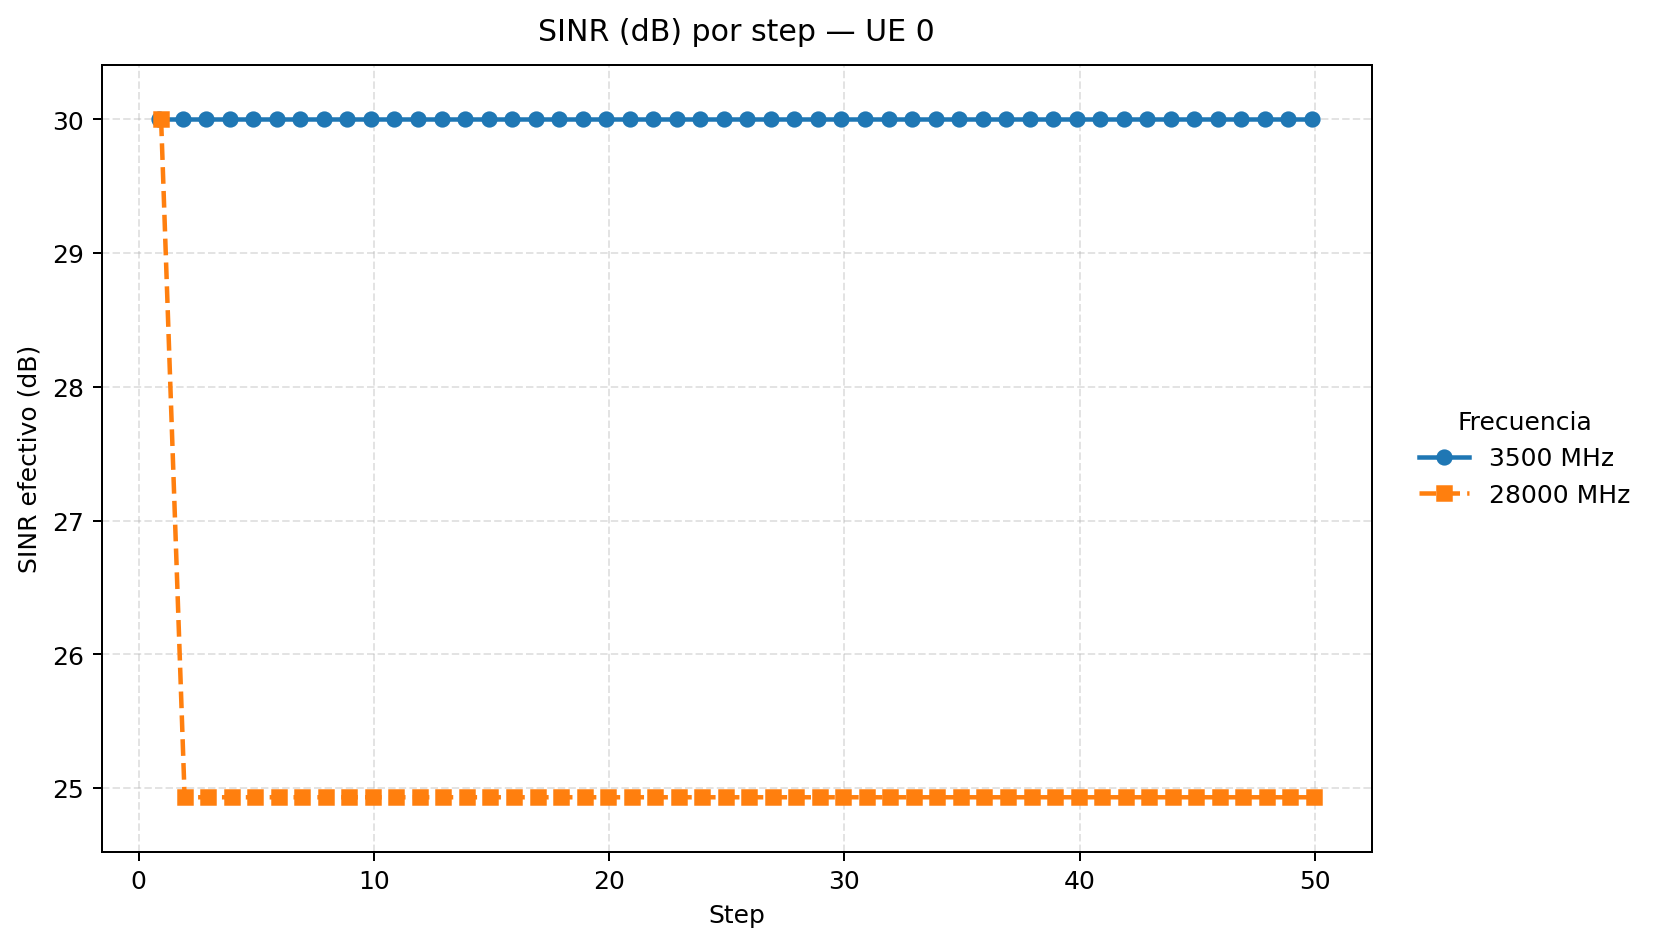 SINR (dB) por step — UE 0
30
29
28
27
26
25
SINR efectivo (dB)
0 10 20 30 40 50
Step
Frecuencia
3500 MHz
28000 MHz